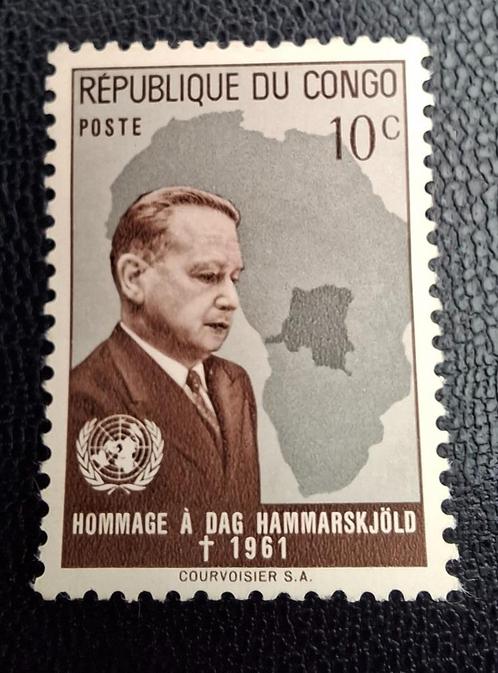 RÉPUBLIQUE DU CONGO
POSTE
10C
HOMMAGE À DAG HAMMARSKJÖLD
† 1961
COURVOISIER S.A.